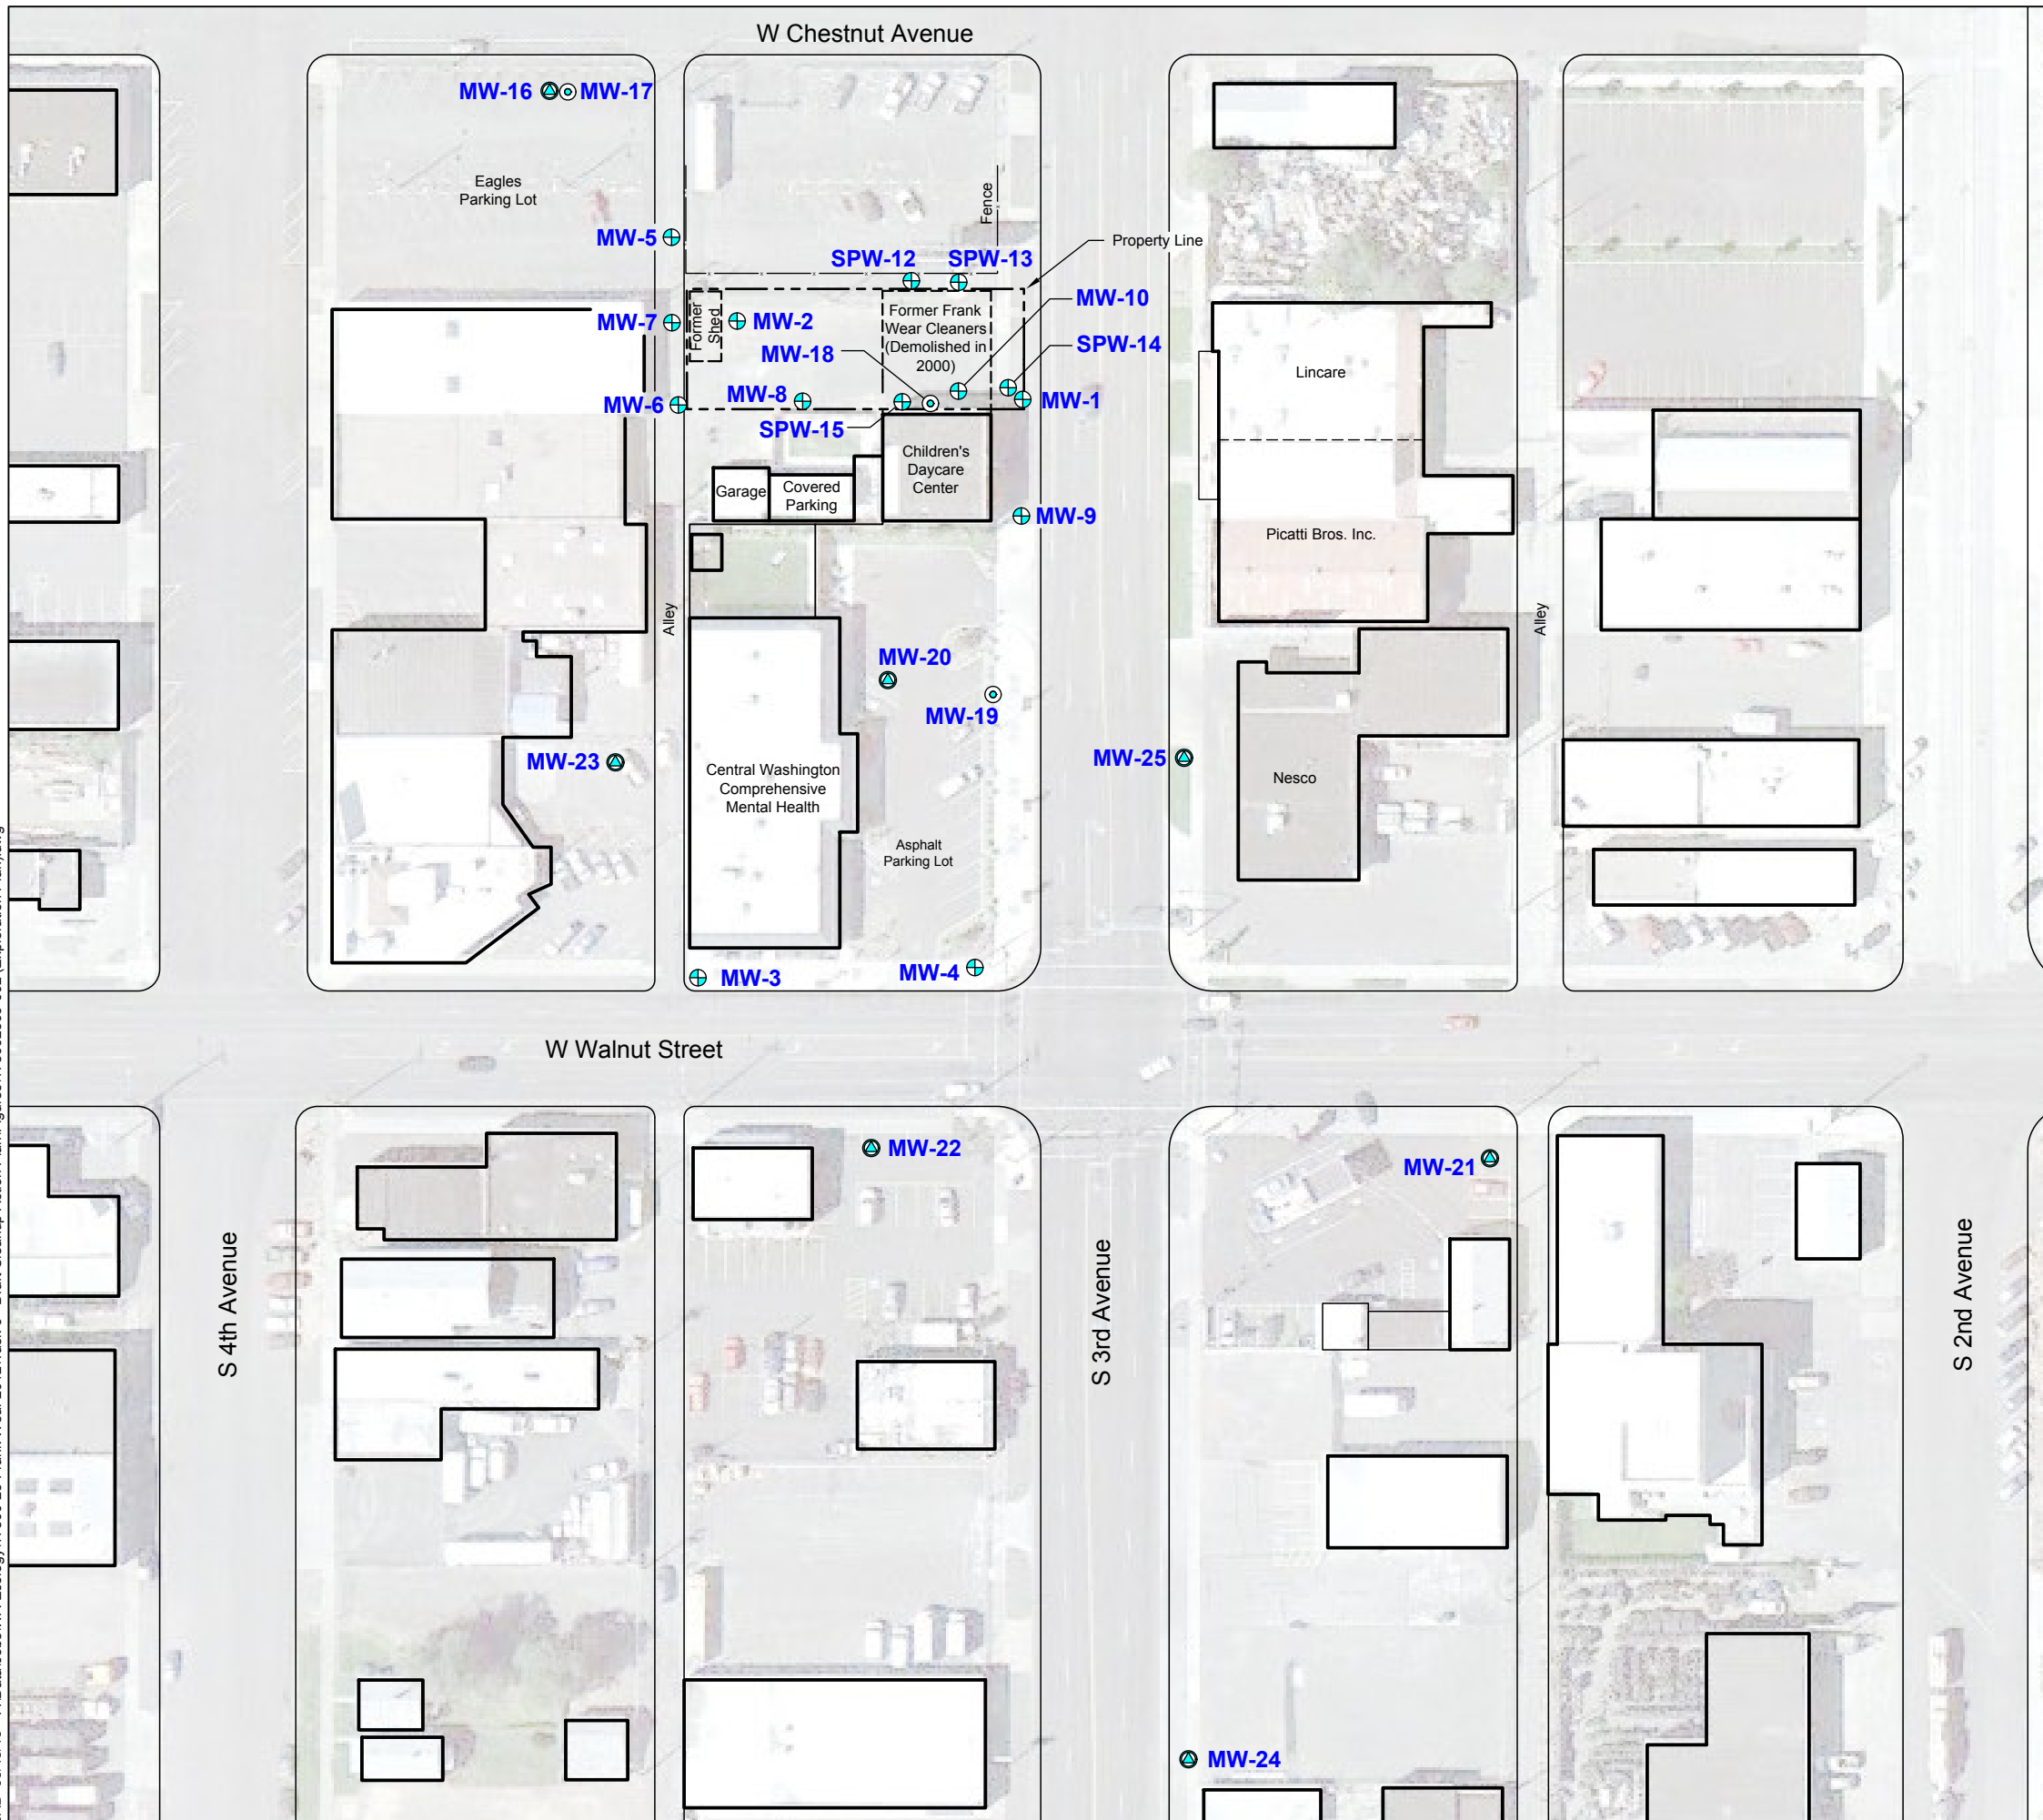 W Chestnut Avenue
MW-16
MW-17
Eagles
Parking Lot
Fence
MW-5
Property Line
SPW-12
SPW-13
MW-10
Former
Shed
MW-7
MW-2
Former Frank
Wear Cleaners
(Demolished in
2000)
MW-18
SPW-14
Lincare
MW-8
MW-6
MW-1
SPW-15
Children's
Daycare
Center
Garage
Covered
Parking
MW-9
Picatti Bros. Inc.
Alley
Alley
MW-20
MW-19
MW-23
MW-25
Central Washington
Comprehensive
Mental Health
Nesco
Asphalt
Parking Lot
MW-3
MW-4
W Walnut Street
MW-22
MW-21
S 4th Avenue
S 3rd Avenue
S 2nd Avenue
MW-24